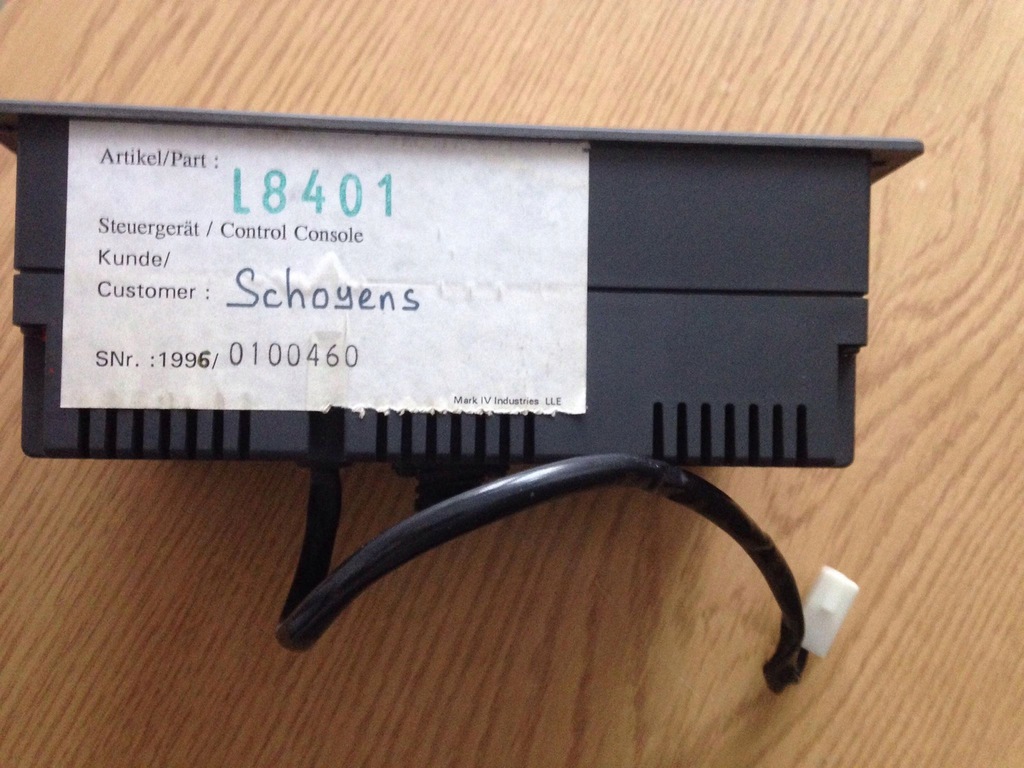 Artikel/Part :
L8401
Steuergerät / Control Console
Kunde/
Customer : Schoyens
SNr. :1996/ 0100460
Mark IV Industries LLE